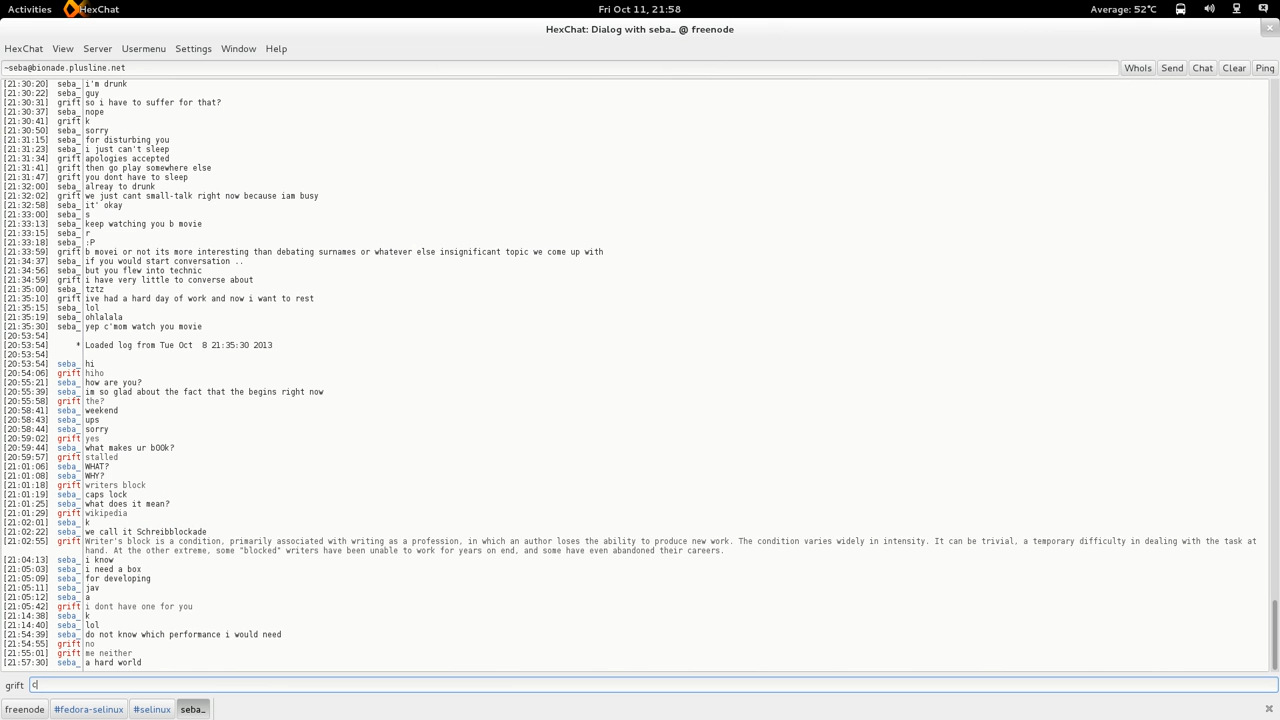 Activities HexChat Fri Oct 11, 21:58 Average: 52°C
HexChat: Dialog with seba_ @ freenode
HexChat View Server Usermenu Settings Window Help
~seba@bionade.plusline.net WhoIs Send Chat Clear Ping
[21:30:20] seba_ i'm drunk
[21:30:22] seba_ guy
[21:30:31] grift so i have to suffer for that?
[21:30:37] seba_ nope
[21:30:41] grift k
[21:30:50] seba_ sorry
[21:31:15] seba_ for disturbing you
[21:31:23] seba_ i just can't sleep
[21:31:34] grift apologies accepted
[21:31:41] grift then go play somewhere else
[21:31:47] grift you dont have to sleep
[21:32:00] seba_ alreay to drunk
[21:32:02] grift we just cant small-talk right now because iam busy
[21:32:58] seba_ it' okay
[21:33:00] seba_ s
[21:33:13] seba_ keep watching you b movie
[21:33:15] seba_ r
[21:33:18] seba_ :P
[21:33:59] grift b movei or not its more interesting than debating surnames or whatever else insignificant topic we come up with
[21:34:37] seba_ if you would start conversation ..
[21:34:56] seba_ but you flew into technic
[21:34:59] grift i have very little to converse about
[21:35:00] seba_ tztz
[21:35:10] grift ive had a hard day of work and now i want to rest
[21:35:15] seba_ lol
[21:35:19] seba_ ohlalala
[21:35:30] seba_ yep c'mom watch you movie
[20:53:54]
[20:53:54] * Loaded log from Tue Oct 8 21:35:30 2013
[20:53:54]
[20:53:54] seba_ hi
[20:54:06] grift hiho
[20:55:21] seba_ how are you?
[20:55:39] seba_ im so glad about the fact that the begins right now
[20:55:58] grift the?
[20:58:41] seba_ weekend
[20:58:43] seba_ ups
[20:58:44] seba_ sorry
[20:59:02] grift yes
[20:59:44] seba_ what makes ur bOOk?
[20:59:57] grift stalled
[21:01:06] seba_ WHAT?
[21:01:08] seba_ WHY?
[21:01:18] grift writers block
[21:01:19] seba_ caps lock
[21:01:25] seba_ what does it mean?
[21:01:29] grift wikipedia
[21:02:01] seba_ k
[21:02:22] seba_ we call it Schreibblockade
[21:02:55] grift Writer's block is a condition, primarily associated with writing as a profession, in which an author loses the ability to produce new work. The condition varies widely in intensity. It can be trivial, a temporary difficulty in dealing with the task at
hand. At the other extreme, some "blocked" writers have been unable to work for years on end, and some have even abandoned their careers.
[21:04:13] seba_ i know
[21:05:03] seba_ i need a box
[21:05:09] seba_ for developing
[21:05:11] seba_ jav
[21:05:12] seba_ a
[21:05:42] grift i dont have one for you
[21:14:38] seba_ k
[21:14:40] seba_ lol
[21:54:39] seba_ do not know which performance i would need
[21:54:55] grift no
[21:55:01] grift me neither
[21:57:30] seba_ a hard world
grift c
freenode #fedora-selinux #selinux seba_